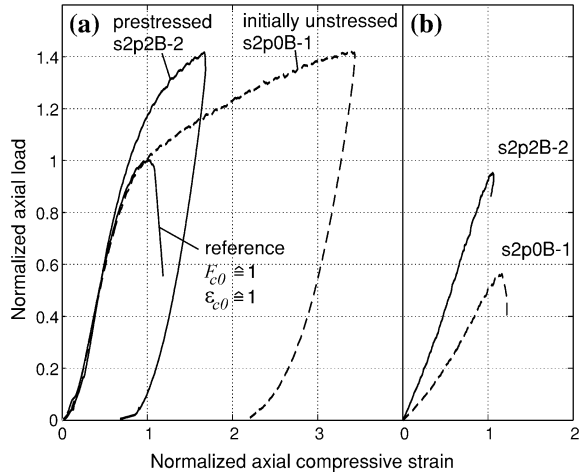 (a) prestressed s2p2B-2
initially unstressed s2p0B-1
(b)
1.4
1.2
1
0.8
0.6
0.4
0.2
0
Normalized axial load
reference
F_c0 ≙ 1
ε_c0 ≙ 1
s2p2B-2
s2p0B-1
0 1 2 3 0 1 2
Normalized axial compressive strain